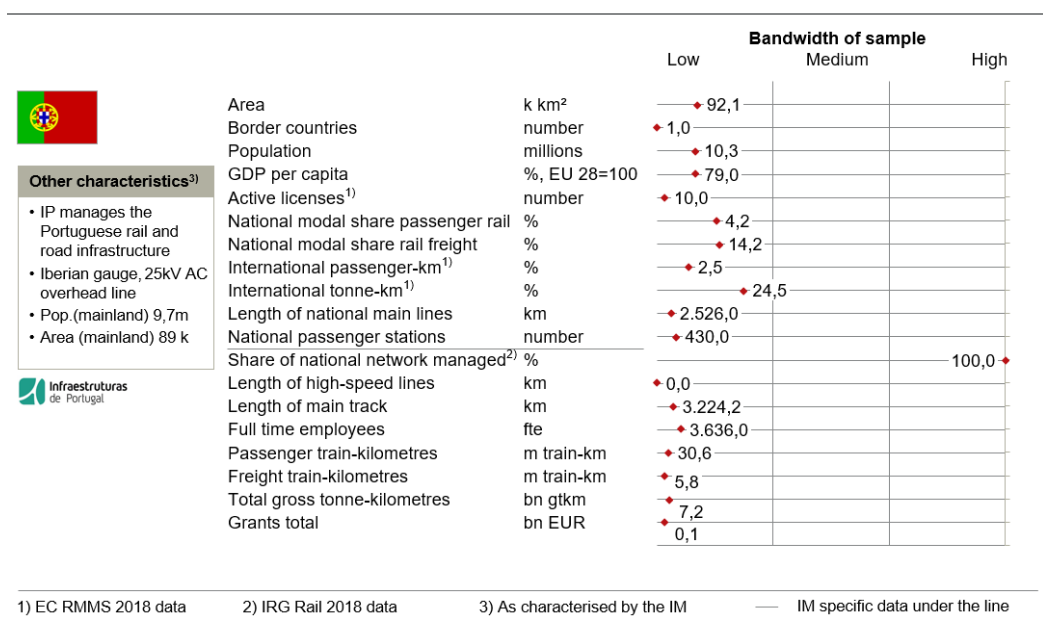 Bandwidth of sample
Low Medium High
Area k km² 92,1
Border countries number 1,0
Population millions 10,3
GDP per capita %, EU 28=100 79,0
Active licenses1) number 10,0
National modal share passenger rail % 4,2
National modal share rail freight % 14,2
International passenger-km1) % 2,5
International tonne-km1) % 24,5
Length of national main lines km 2.526,0
National passenger stations number 430,0
Share of national network managed2) % 100,0
Length of high-speed lines km 0,0
Length of main track km 3.224,2
Full time employees fte 3.636,0
Passenger train-kilometres m train-km 30,6
Freight train-kilometres m train-km 5,8
Total gross tonne-kilometres bn gtkm 7,2
Grants total bn EUR 0,1
Other characteristics3)
• IP manages the
Portuguese rail and
road infrastructure
• Iberian gauge, 25kV AC
overhead line
• Pop.(mainland) 9,7m
• Area (mainland) 89 k
Infraestruturas
de Portugal
1) EC RMMS 2018 data 2) IRG Rail 2018 data 3) As characterised by the IM IM specific data under the line